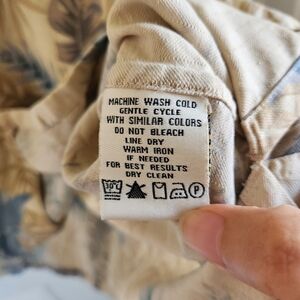 MACHINE WASH COLD
GENTLE CYCLE
WITH SIMILAR COLORS
DO NOT BLEACH
LINE DRY
WARM IRON
IF NEEDED
FOR BEST RESULTS
DRY CLEAN
30° P